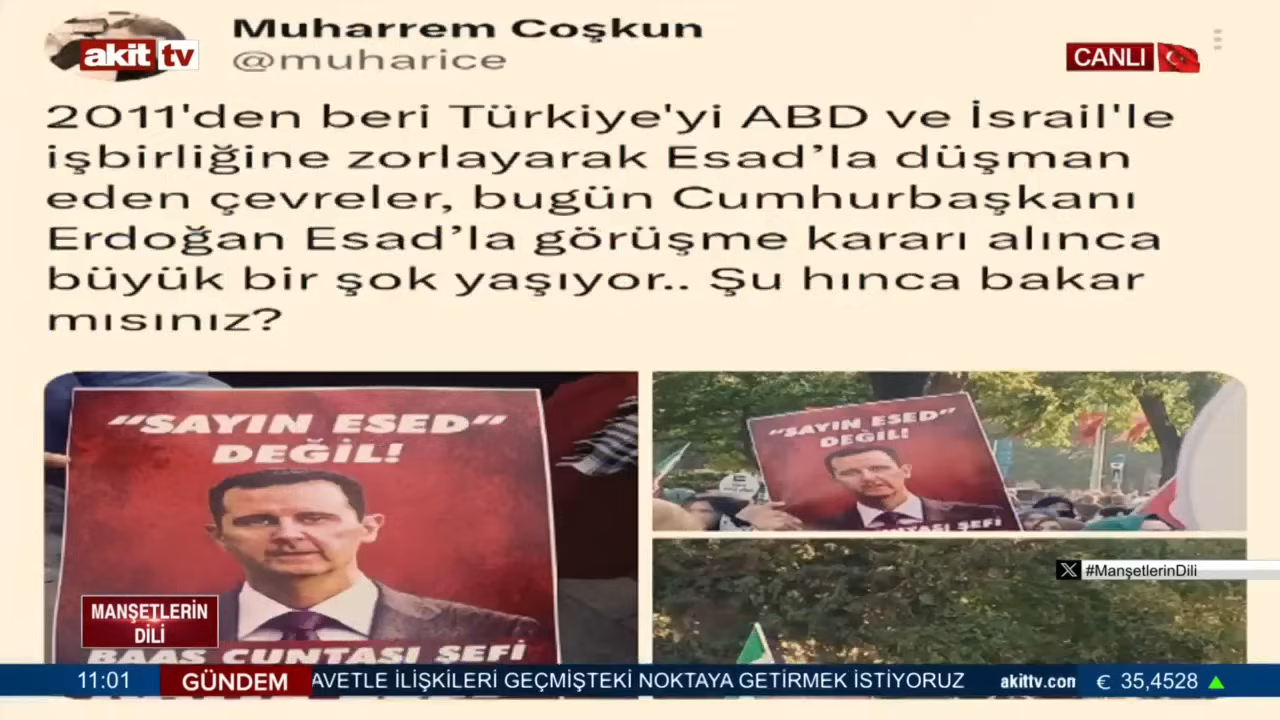 Muharrem Coşkun
@muharice
akit tv
CANLI
2011'den beri Türkiye'yi ABD ve İsrail'le
işbirliğine zorlayarak Esad’la düşman
eden çevreler, bugün Cumhurbaşkanı
Erdoğan Esad’la görüşme kararı alınca
büyük bir şok yaşıyor.. Şu hınca bakar
mısınız?
“SAYIN ESED”
DEĞİL!
BAAS CUNTASI ŞEFİ
“SAYIN ESED”
DEĞİL!
CUNTASI ŞEFİ
#ManşetlerinDili
MANŞETLERİN
DİLİ
11:01 GÜNDEM AVETLE İLİŞKİLERİ GEÇMİŞTEKİ NOKTAYA GETİRMEK İSTİYORUZ akittv.con € 35,4528